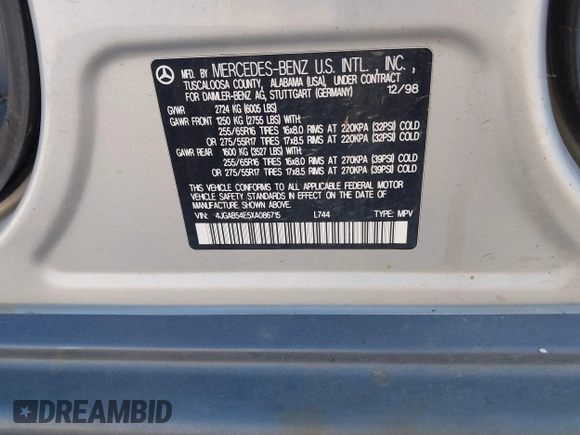 MFD. BY MERCEDES-BENZ U.S. INTL., INC.,
TUSCALOOSA COUNTY, ALABAMA (USA), UNDER CONTRACT
FOR DAIMLER-BENZ AG, STUTTGART (GERMANY) 12/98
GVWR 2724 KG (6005 LBS)
GAWR FRONT 1250 KG (2755 LBS) WITH:
255/65R16 TIRES 16x8.0 RIMS AT 220KPA (32PSI) COLD
OR 275/55R17 TIRES 17x8.5 RIMS AT 220KPA (32PSI) COLD
GAWR REAR 1600 KG (3527 LBS) WITH:
255/65R16 TIRES 16x8.0 RIMS AT 270KPA (39PSI) COLD
OR 275/55R17 TIRES 17x8.5 RIMS AT 270KPA (39PSI) COLD
THIS VEHICLE CONFORMS TO ALL APPLICABLE FEDERAL MOTOR
VEHICLE SAFETY STANDARDS IN EFFECT ON THE DATE OF
MANUFACTURE SHOWN ABOVE.
VIN: 4JGAB54E5XA086715 L744 TYPE: MPV
DREAMBID